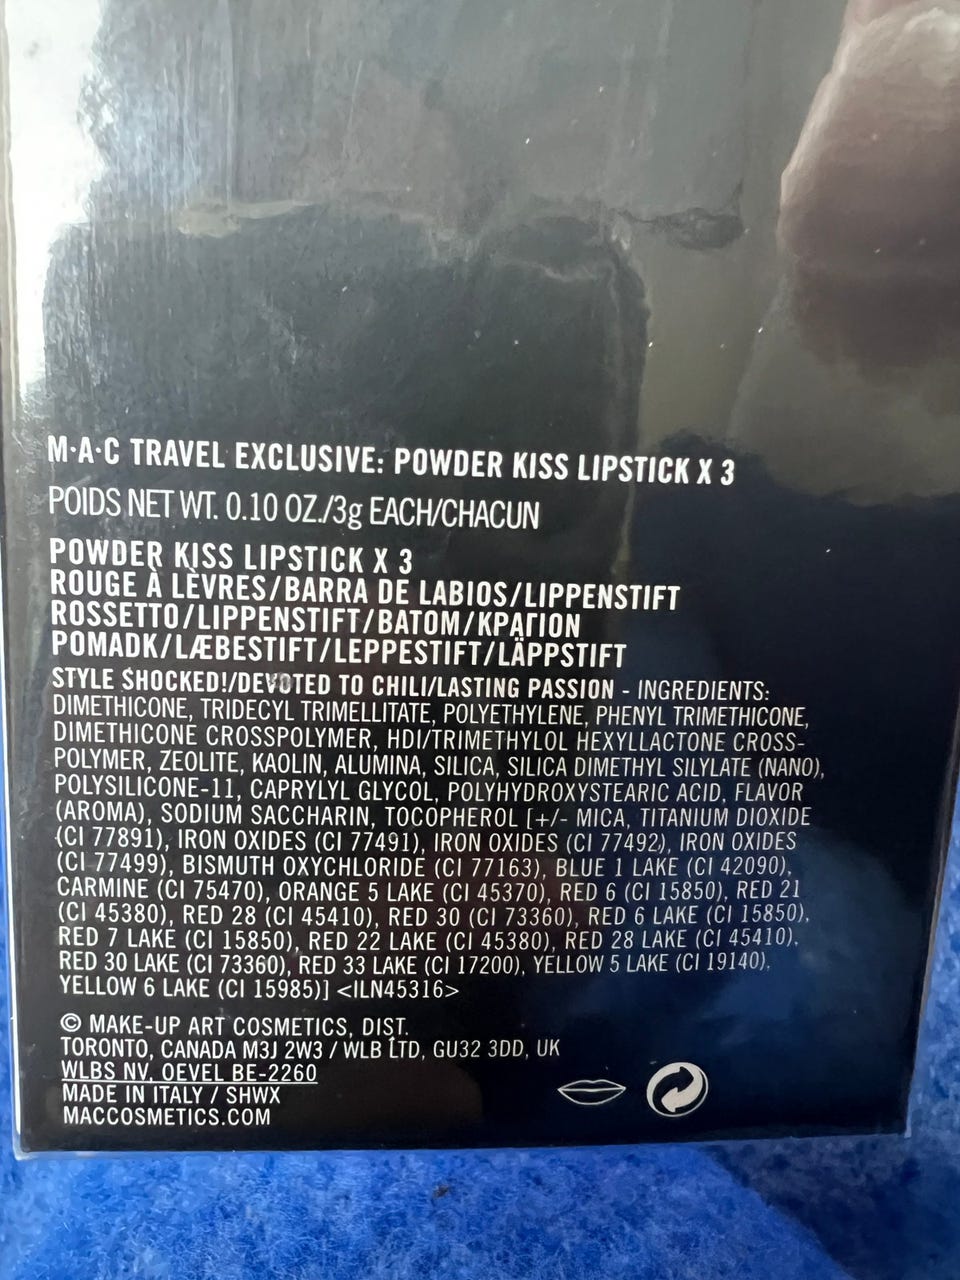 M·A·C TRAVEL EXCLUSIVE: POWDER KISS LIPSTICK X 3
POIDS NET WT. 0.10 OZ./3g EACH/CHACUN
POWDER KISS LIPSTICK X 3
ROUGE À LÈVRES/BARRA DE LABIOS/LIPPENSTIFT
ROSSETTO/LIPPENSTIFT/BATOM/ΚΡΑΓΙΟΝ
POMADK/LÆBESTIFT/LEPPESTIFT/LÄPPSTIFT
STYLE SHOCKED!/DEVOTED TO CHILI/LASTING PASSION - INGREDIENTS:
DIMETHICONE, TRIDECYL TRIMELLITATE, POLYETHYLENE, PHENYL TRIMETHICONE,
DIMETHICONE CROSSPOLYMER, HDI/TRIMETHYLOL HEXYLLACTONE CROSS-
POLYMER, ZEOLITE, KAOLIN, ALUMINA, SILICA, SILICA DIMETHYL SILYLATE (NANO),
POLYSILICONE-11, CAPRYLYL GLYCOL, POLYHYDROXYSTEARIC ACID, FLAVOR
(AROMA), SODIUM SACCHARIN, TOCOPHEROL [+/- MICA, TITANIUM DIOXIDE
(CI 77891), IRON OXIDES (CI 77491), IRON OXIDES (CI 77492), IRON OXIDES
(CI 77499), BISMUTH OXYCHLORIDE (CI 77163), BLUE 1 LAKE (CI 42090),
CARMINE (CI 75470), ORANGE 5 LAKE (CI 45370), RED 6 (CI 15850), RED 21
(CI 45380), RED 28 (CI 45410), RED 30 (CI 73360), RED 6 LAKE (CI 15850),
RED 7 LAKE (CI 15850), RED 22 LAKE (CI 45380), RED 28 LAKE (CI 45410),
RED 30 LAKE (CI 73360), RED 33 LAKE (CI 17200), YELLOW 5 LAKE (CI 19140),
YELLOW 6 LAKE (CI 15985)] <ILN45316>
© MAKE-UP ART COSMETICS, DIST.
TORONTO, CANADA M3J 2W3 / WLB LTD, GU32 3DD, UK
WLBS NV, OEVEL BE-2260
MADE IN ITALY / SHWX
MACCOSMETICS.COM